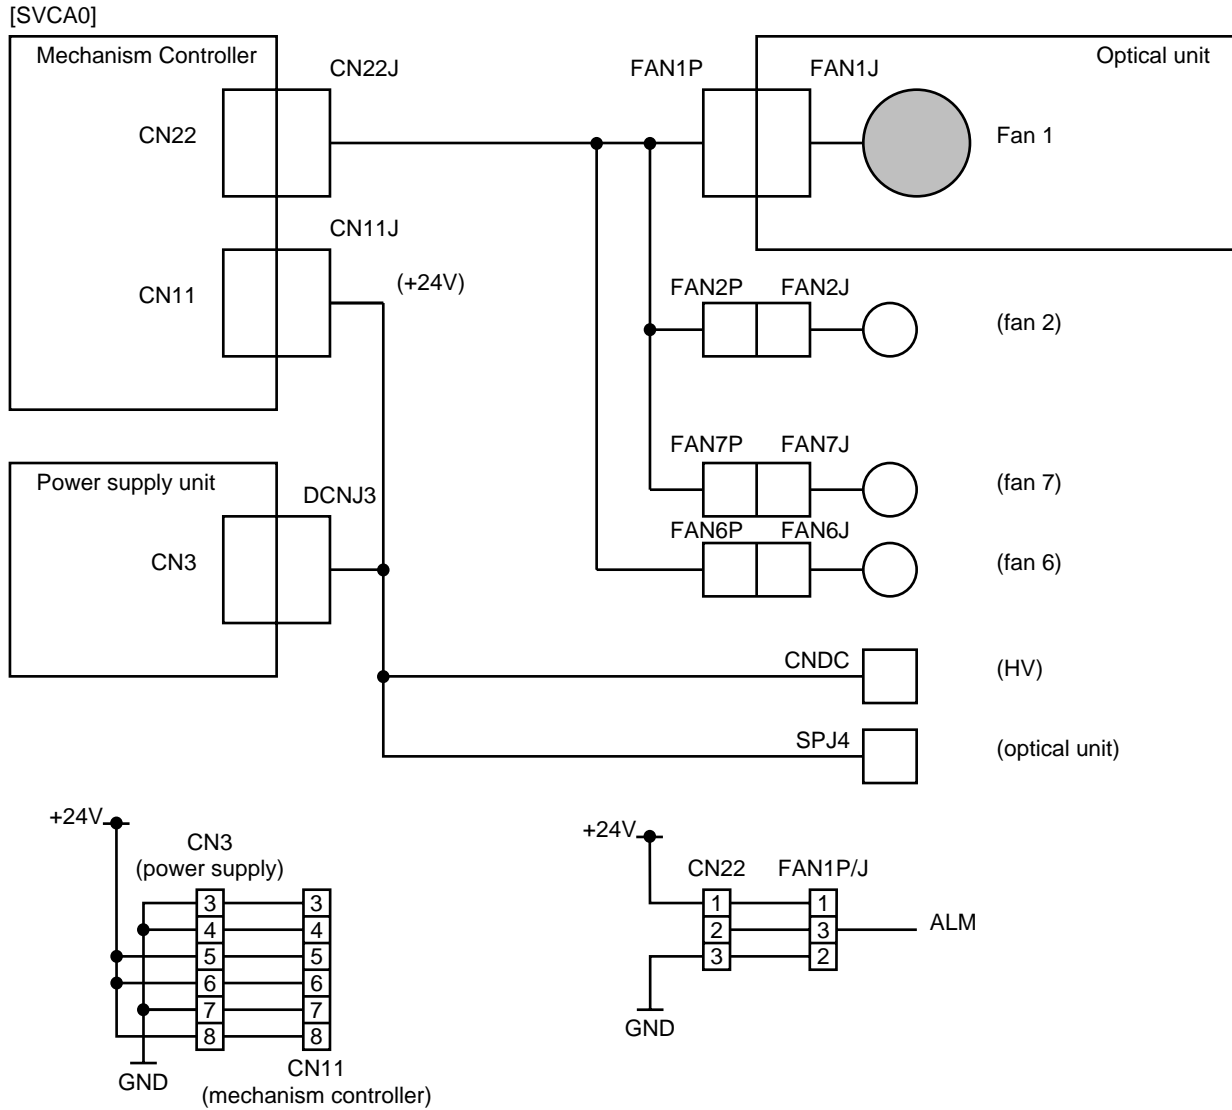 [SVCA0]
Mechanism Controller
CN22J
FAN1P
FAN1J
Optical unit
CN22
Fan 1
CN11J
CN11
(+24V)
FAN2P
FAN2J
(fan 2)
FAN7P
FAN7J
(fan 7)
Power supply unit
DCNJ3
CN3
FAN6P
FAN6J
(fan 6)
CNDC
(HV)
SPJ4
(optical unit)
+24V
CN3
(power supply)
3 3
4 4
5 5
6 6
7 7
8 8
GND
CN11
(mechanism controller)
+24V
CN22
FAN1P/J
1 1
2 3
ALM
3 2
GND